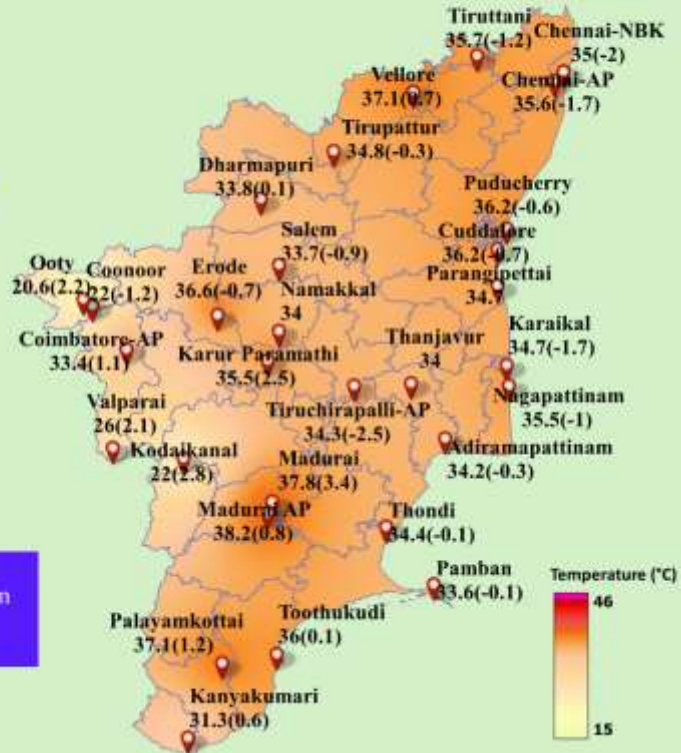 Tiruttani
35.7(-1.2)
Chennai-NBK
35(-2)
Chennai-AP
35.6(-1.7)
Vellore
37.1(0.7)
Tirupattur
34.8(-0.3)
Dharmapuri
33.8(0.1)
Puducherry
36.2(-0.6)
Cuddalore
36.2(-0.7)
Salem
33.7(-0.9)
Parangipettai
34.7
Ooty
20.6(2.2)
Coonoor
22(-1.2)
Erode
36.6(-0.7)
Namakkal
34
Karaikal
34.7(-1.7)
Coimbatore-AP
33.4(1.1)
Karur Paramathi
35.5(2.5)
Thanjavur
34
Nagapattinam
35.5(-1)
Valparai
26(2.1)
Tiruchirapalli-AP
34.3(-2.5)
Adiramapattinam
34.2(-0.3)
Kodaikanal
22(2.8)
Madurai
37.8(3.4)
Madurai AP
38.2(0.8)
Thondi
34.4(-0.1)
Pamban
33.6(-0.1)
Temperature (°C)
46
15
Palayamkottai
37.1(1.2)
Toothukudi
36(0.1)
Kanyakumari
31.3(0.6)